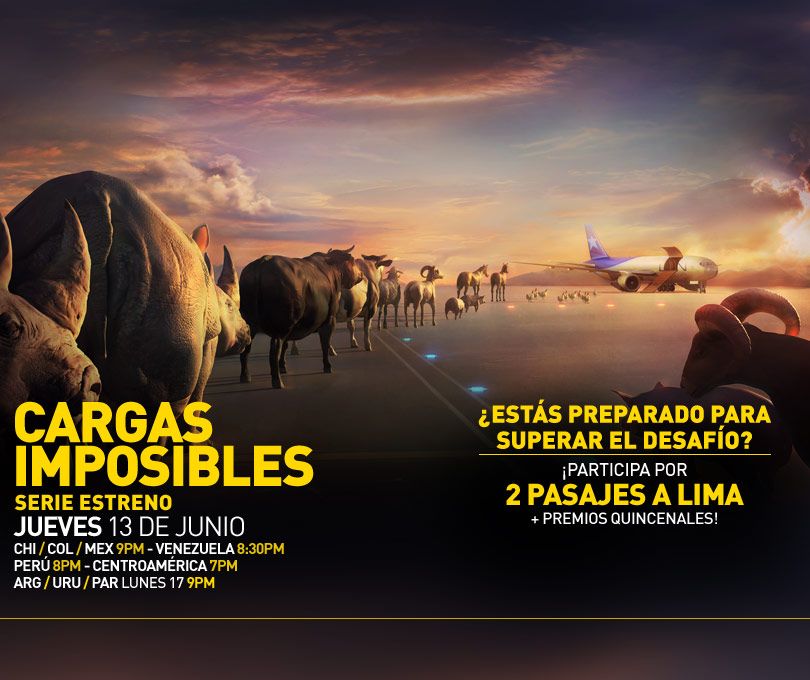 CARGAS
IMPOSIBLES
SERIE ESTRENO
JUEVES 13 DE JUNIO
CHI / COL / MEX 9PM - VENEZUELA 8:30PM
PERÚ 8PM - CENTROAMÉRICA 7PM
ARG / URU / PAR LUNES 17 9PM
¿ESTÁS PREPARADO PARA
SUPERAR EL DESAFÍO?
¡PARTICIPA POR
2 PASAJES A LIMA
+ PREMIOS QUINCENALES!